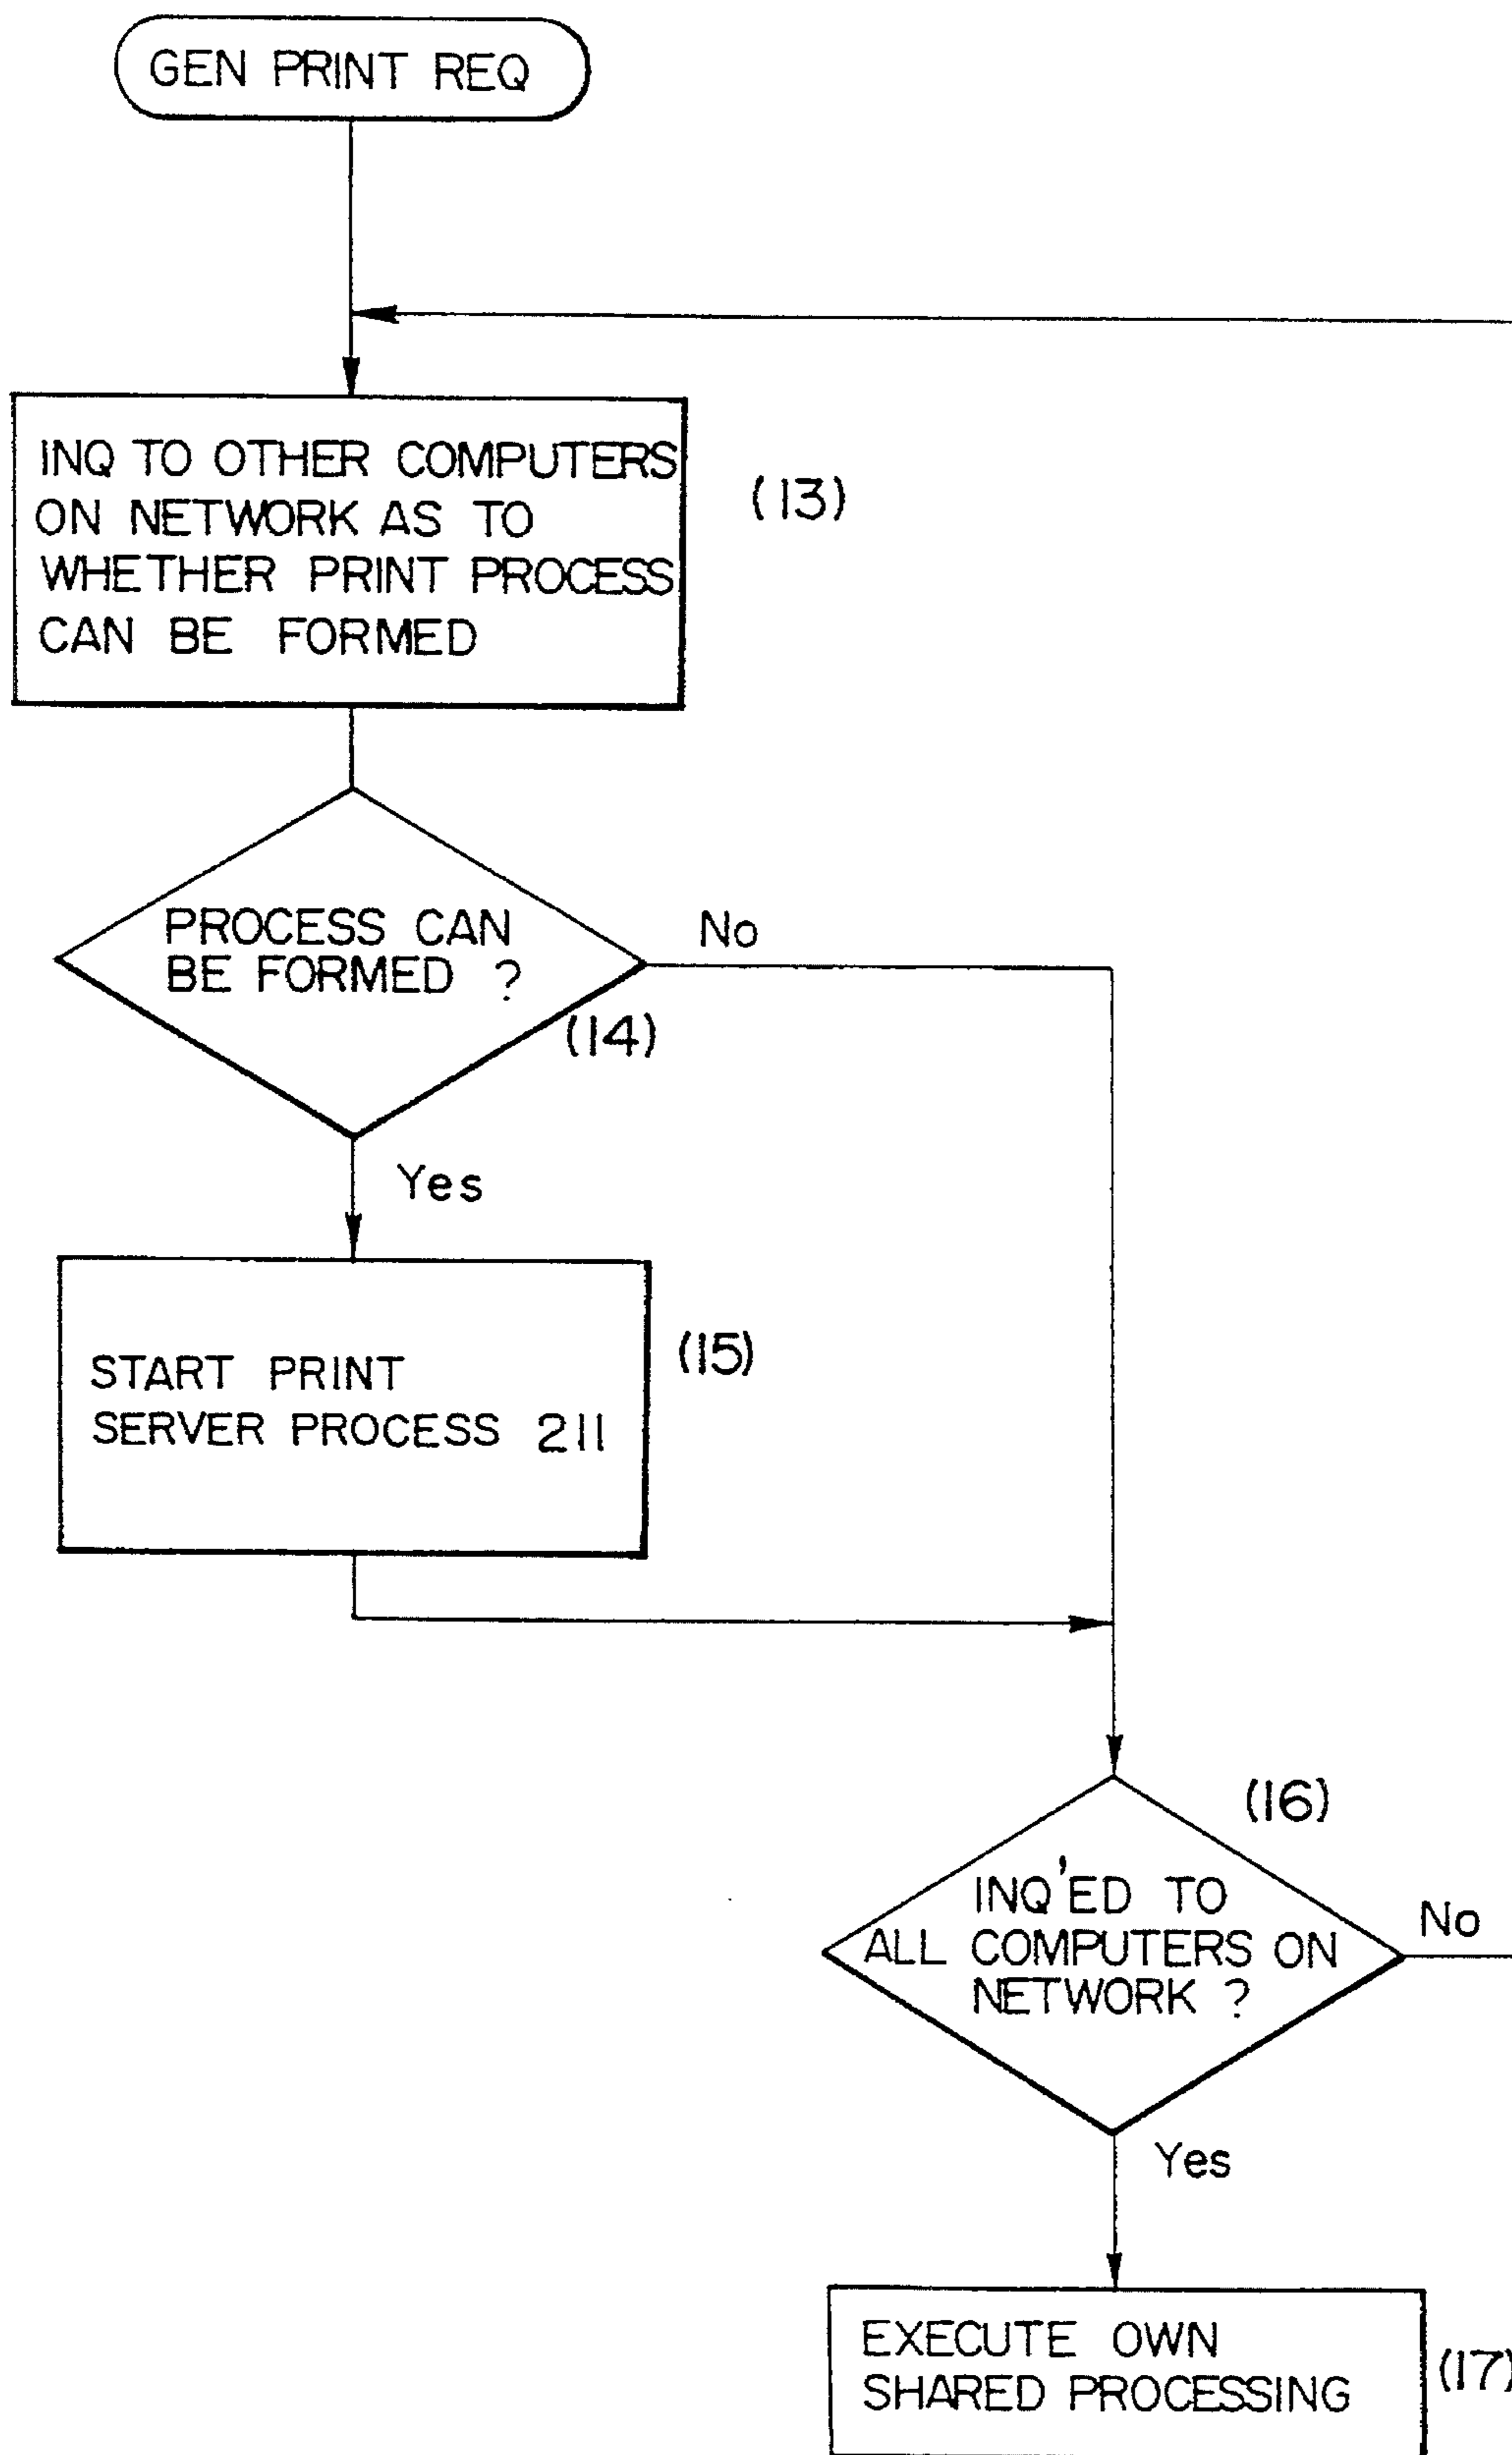 GEN PRINT REQ
INQ TO OTHER COMPUTERS
ON NETWORK AS TO
WHETHER PRINT PROCESS
CAN BE FORMED
(13)
PROCESS CAN
BE FORMED ?
No
(14)
Yes
START PRINT
SERVER PROCESS 211
(15)
(16)
INQ'ED TO
ALL COMPUTERS ON
NETWORK ?
No
Yes
EXECUTE OWN
SHARED PROCESSING
(17)